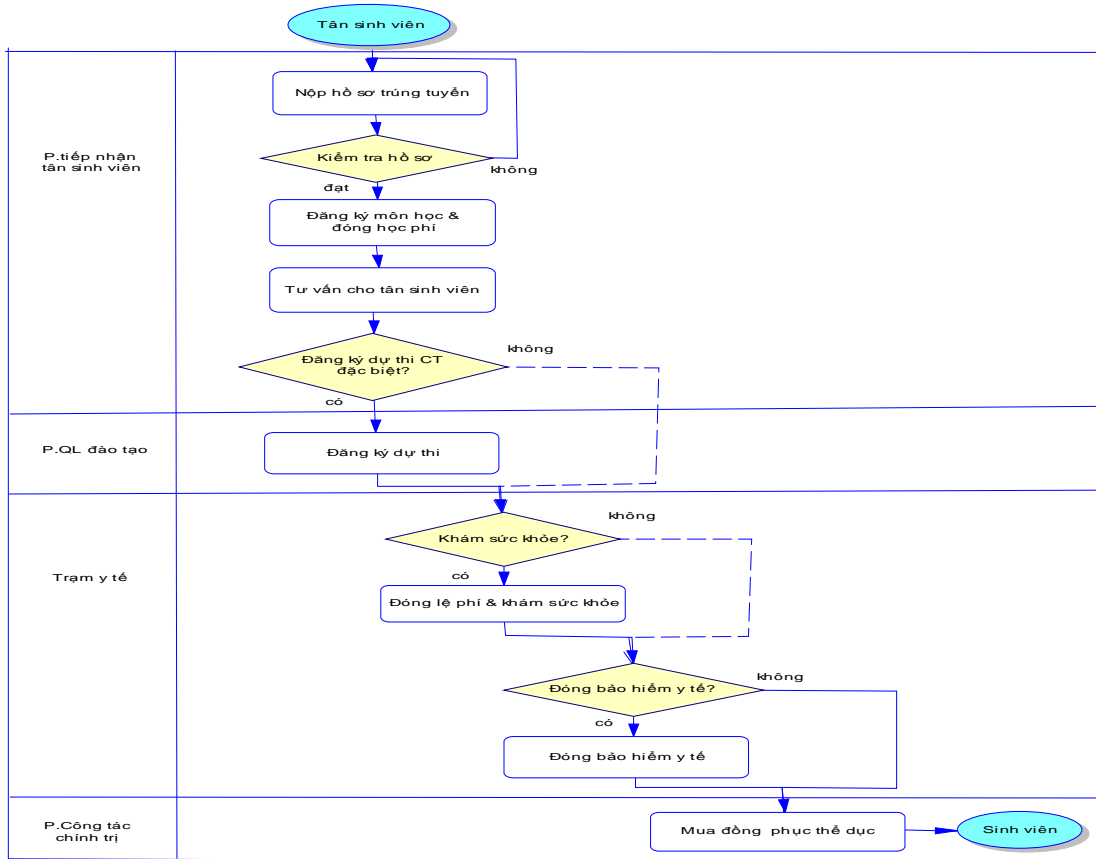 Tân sinh viên
Nộp hồ sơ trúng tuyển
P.tiếp nhận
tân sinh viên
Kiểm tra hồ sơ
không
đạt
Đăng ký môn học &
đóng học phí
Tư vấn cho tân sinh viên
Đăng ký dự thi CT
đặc biệt?
không
có
P.QL đào tạo
Đăng ký dự thi
Trạm y tế
Khám sức khỏe?
không
có
Đóng lệ phí & khám sức khỏe
Đóng bảo hiểm y tế?
không
có
Đóng bảo hiểm y tế
P.Công tác
chính trị
Mua đồng phục thể dục
Sinh viên